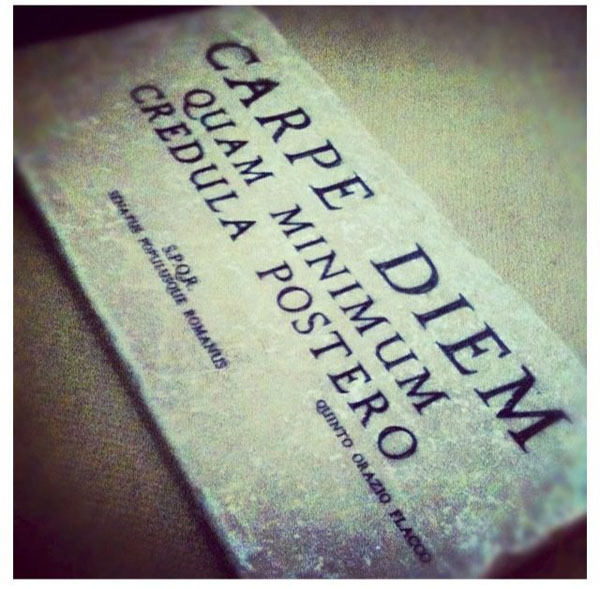 CARPE DIEM
QUAM MINIMUM
CREDULA POSTERO
QUINTO ORAZIO FLACCO
S.P.Q.R.
SENATUS POPULUSQUE ROMANUS